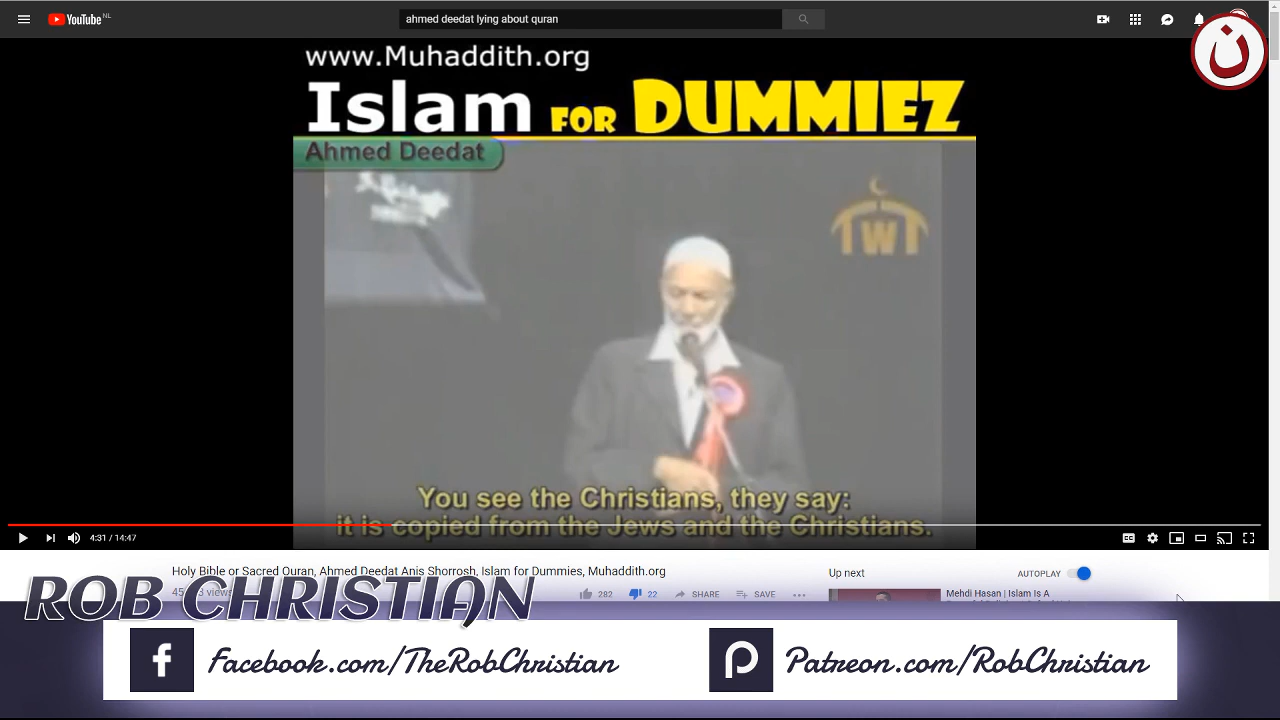 YouTube NL
ahmed deedat lying about quran
ن
www.Muhaddith.org
Islam FOR DUMMIEZ
Ahmed Deedat
IWT
You see the Christians, they say:
it is copied from the Jews and the Christians.
4:31 / 14:47
Holy Bible or Sacred Quran, Ahmed Deedat Anis Shorrosh, Islam for Dummies, Muhaddith.org
Up next
AUTOPLAY
282 22 SHARE SAVE
Mehdi Hasan | Islam Is A
ROB CHRISTIAN
Facebook.com/TheRobChristian
Patreon.com/RobChristian